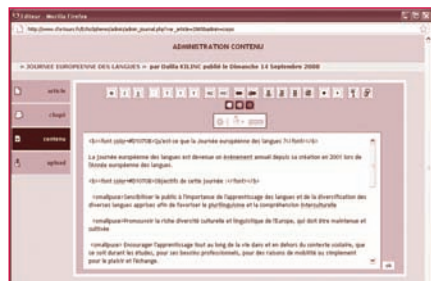 Editeur - Mozilla Firefox
ADMINISTRATION CONTENU
» JOURNEE EUROPÉENNE DES LANGUES » par Dalila KILINC publié le Dimanche 14 Septembre 2008
article
chapô
contenu
upload
<b><font color=#D1070B>Qu'est-ce que la Journée européenne des langues ?</font></b>
La journée européenne des langues est devenue un évènement annuel depuis sa création en 2001 lors de
l'Année européenne des langues.
<b><font color=#D1070B>Objectifs de cette journée :</font></b>
<smallpuse>Sensibiliser le public à l'importance de l'apprentissage des langues et de la diversification des
langues apprises afin de favoriser le plurilinguisme et la compréhension interculturelle
<smallpuse>Promouvoir la riche diversité culturelle et linguistique de l'Europe, qui doit être maintenue et
cultivée
<smallpuse> Encourager l'apprentissage tout au long de la vie dans et en dehors du contexte scolaire, que
ce soit durant les études, pour ses besoins professionnels, pour des raisons de mobilité ou simplement
pour le plaisir et l'échange.
ok